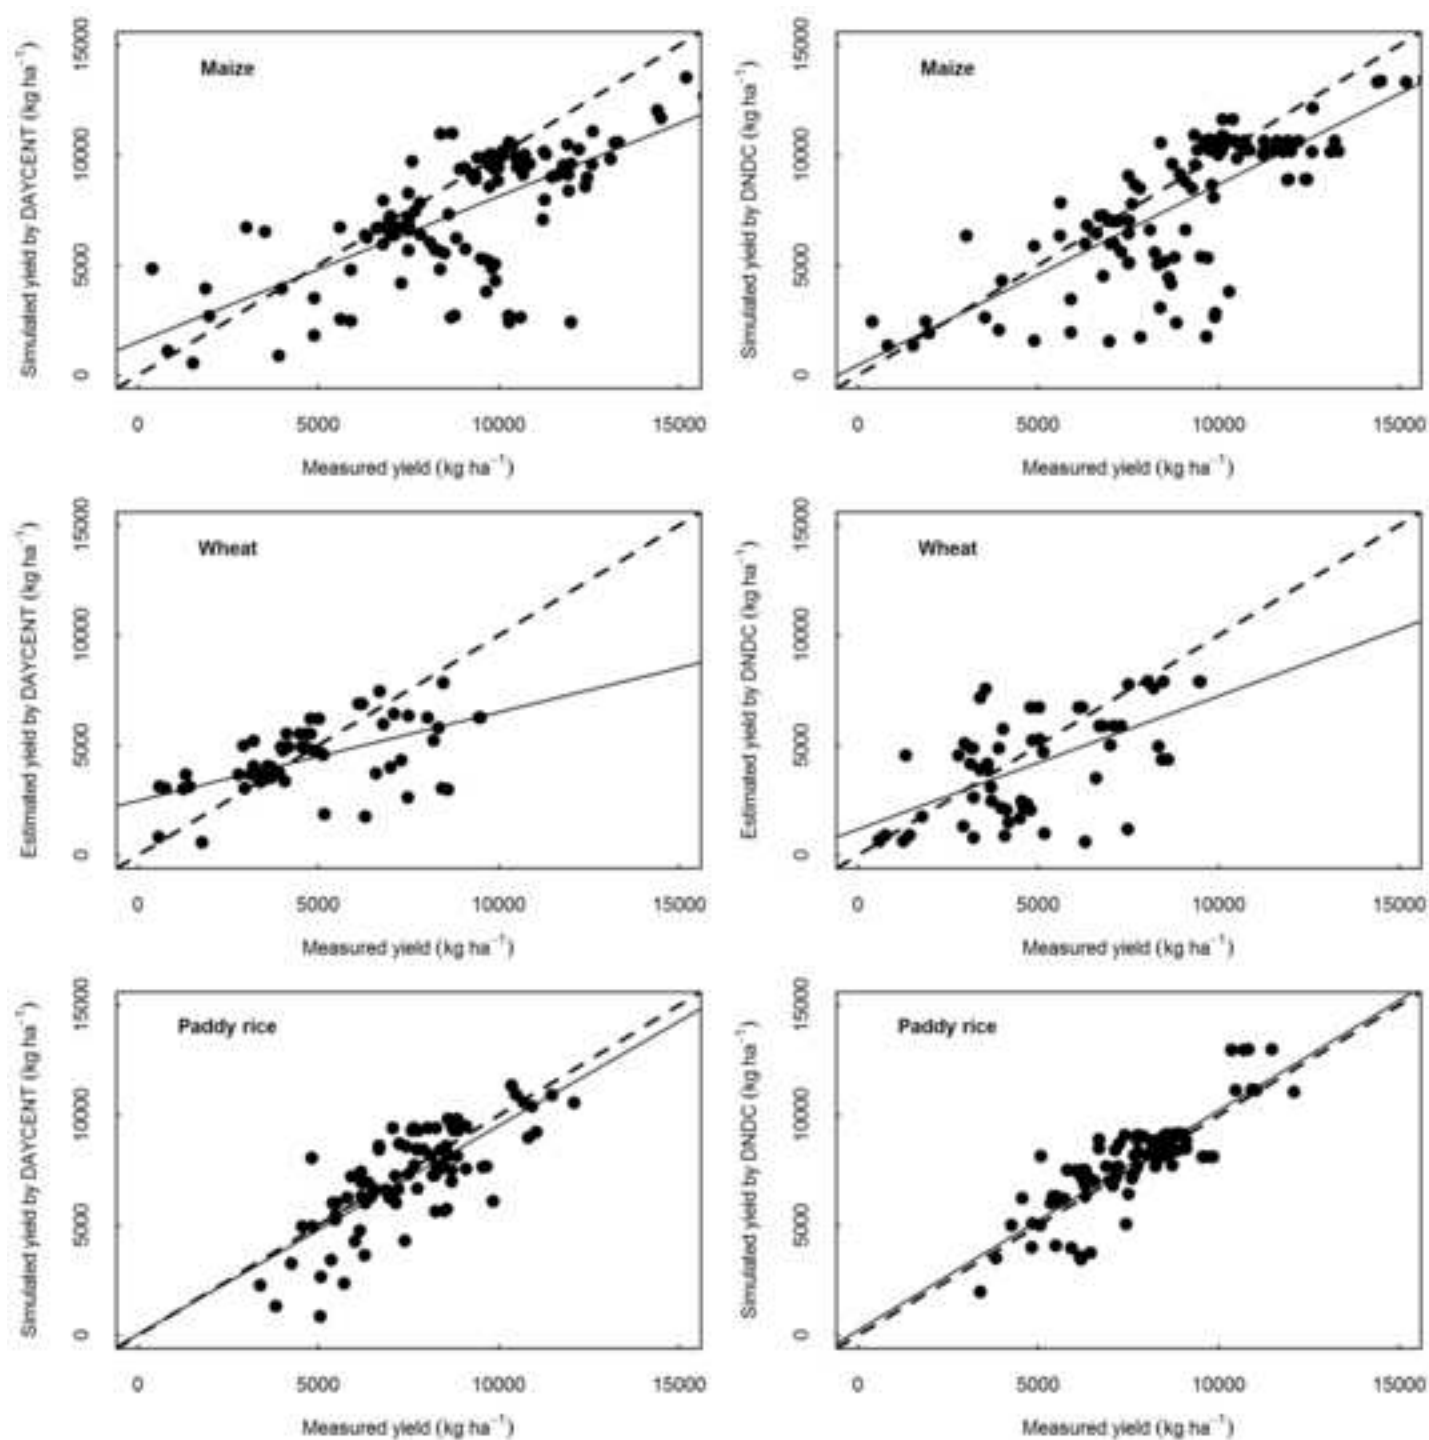 Maize
Simulated yield by DAYCENT (kg ha⁻¹)
15000
10000
5000
0
0 5000 10000 15000
Measured yield (kg ha⁻¹)
Maize
Simulated yield by DNDC (kg ha⁻¹)
15000
10000
5000
0
0 5000 10000 15000
Measured yield (kg ha⁻¹)
Wheat
Estimated yield by DAYCENT (kg ha⁻¹)
15000
10000
5000
0
0 5000 10000 15000
Measured yield (kg ha⁻¹)
Wheat
Estimated yield by DNDC (kg ha⁻¹)
15000
10000
5000
0
0 5000 10000 15000
Measured yield (kg ha⁻¹)
Paddy rice
Simulated yield by DAYCENT (kg ha⁻¹)
15000
10000
5000
0
0 5000 10000 15000
Measured yield (kg ha⁻¹)
Paddy rice
Simulated yield by DNDC (kg ha⁻¹)
15000
10000
5000
0
0 5000 10000 15000
Measured yield (kg ha⁻¹)